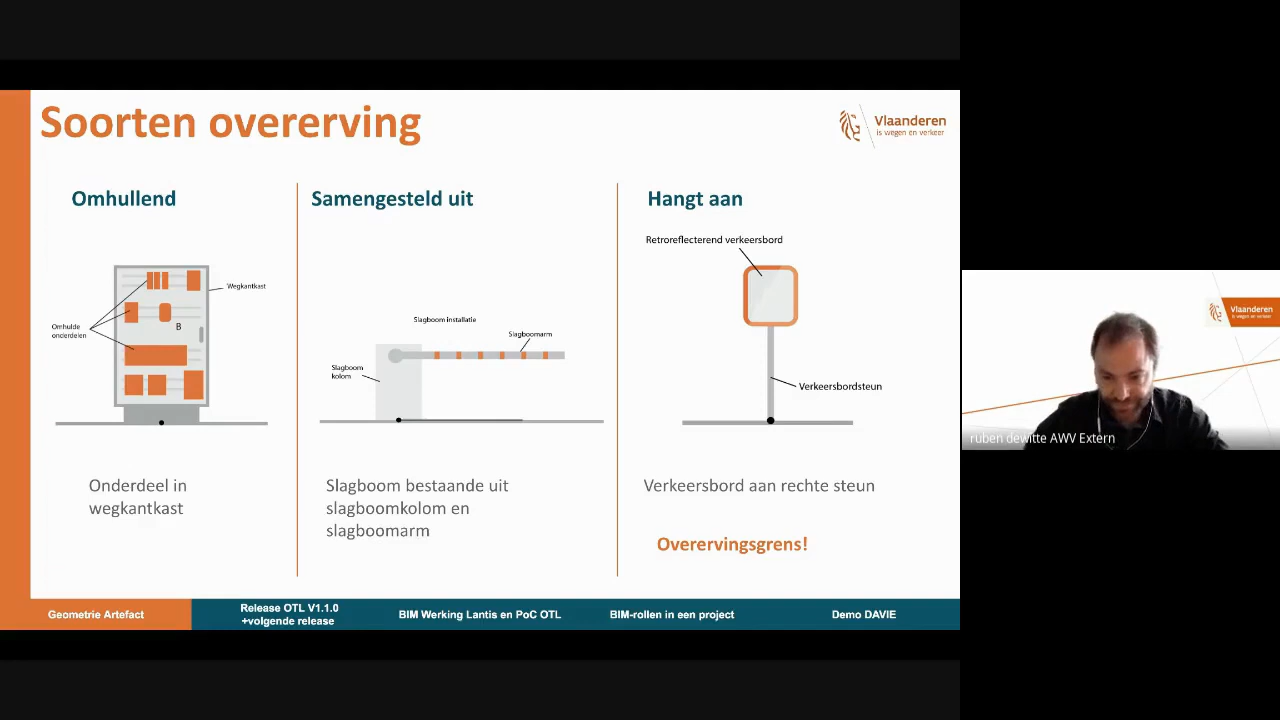 Soorten overerving
Vlaanderen
is wegen en verkeer
Omhullend
Samengesteld uit
Hangt aan
Wegkantkast
Omhulde
onderdelen
B
Slagboom installatie
Slagboomarm
Slagboom
kolom
Retroreflecterend verkeersbord
Verkeersbordsteun
Onderdeel in
wegkantkast
Slagboom bestaande uit
slagboomkolom en
slagboomarm
Verkeersbord aan rechte steun
Overervingsgrens!
Geometrie Artefact
Release OTL V1.1.0
+volgende release
BIM Werking Lantis en PoC OTL
BIM-rollen in een project
Demo DAVIE
Vlaanderen
ruben dewitte AWV Extern